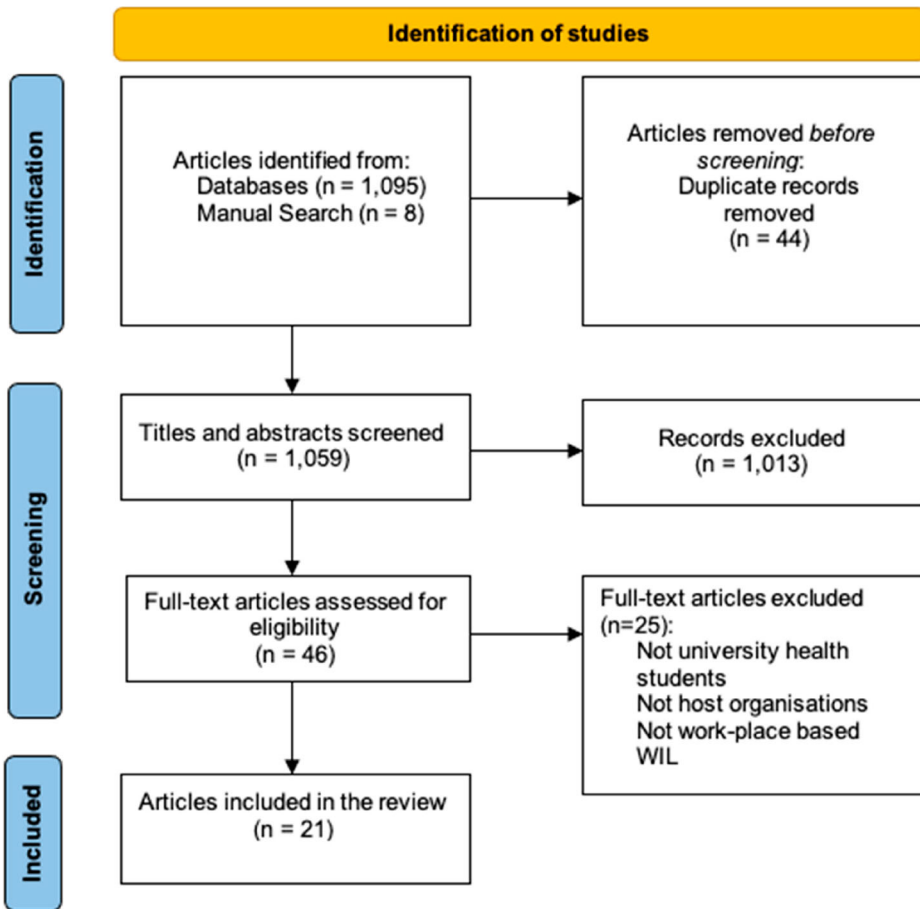 Identification of studies
Identification
Articles identified from:
Databases (n = 1,095)
Manual Search (n = 8)
Articles removed before
screening:
Duplicate records
removed
(n = 44)
Screening
Titles and abstracts screened
(n = 1,059)
Records excluded
(n = 1,013)
Full-text articles assessed for
eligibility
(n = 46)
Full-text articles excluded
(n=25):
Not university health
students
Not host organisations
Not work-place based
WIL
Included
Articles included in the review
(n = 21)